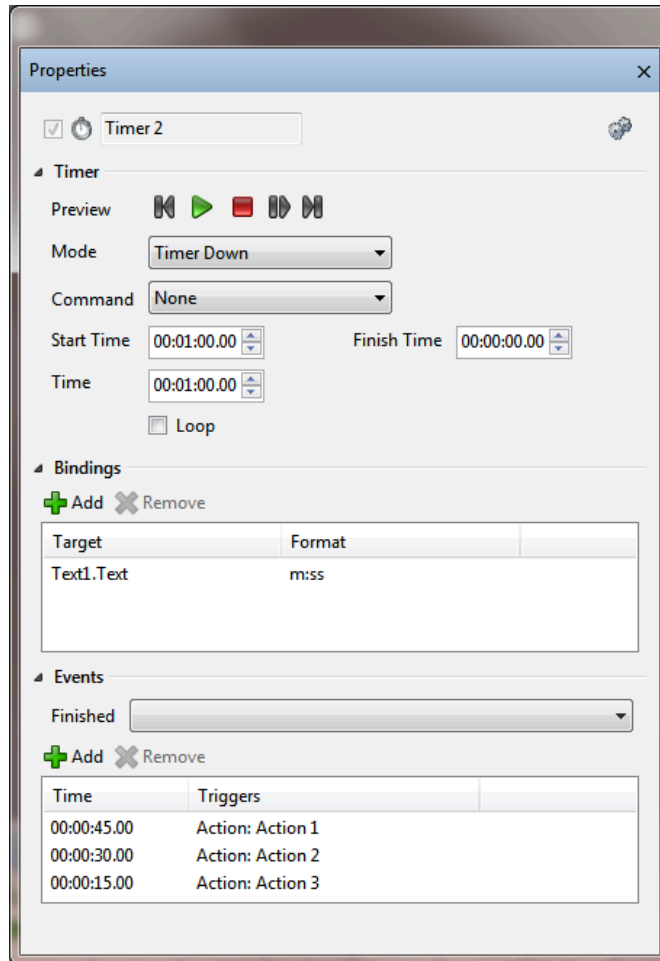 Properties
Timer 2
Timer
Preview
Mode Timer Down
Command None
Start Time 00:01:00.00 Finish Time 00:00:00.00
Time 00:01:00.00
Loop
Bindings
Add Remove
Target Format
Text1.Text m:ss
Events
Finished
Add Remove
Time Triggers
00:00:45.00 Action: Action 1
00:00:30.00 Action: Action 2
00:00:15.00 Action: Action 3